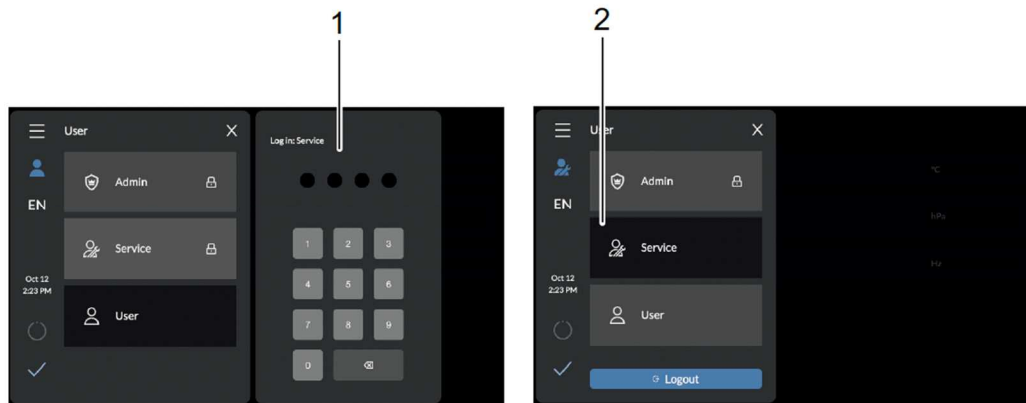 1
2
User
X
Admin
EN
Service
Oct 12
2:23 PM
User
Log in: Service
1 2 3
4 5 6
7 8 9
0
User
X
Admin
EN
Service
Oct 12
2:23 PM
User
Logout
°C
hPa
Hz